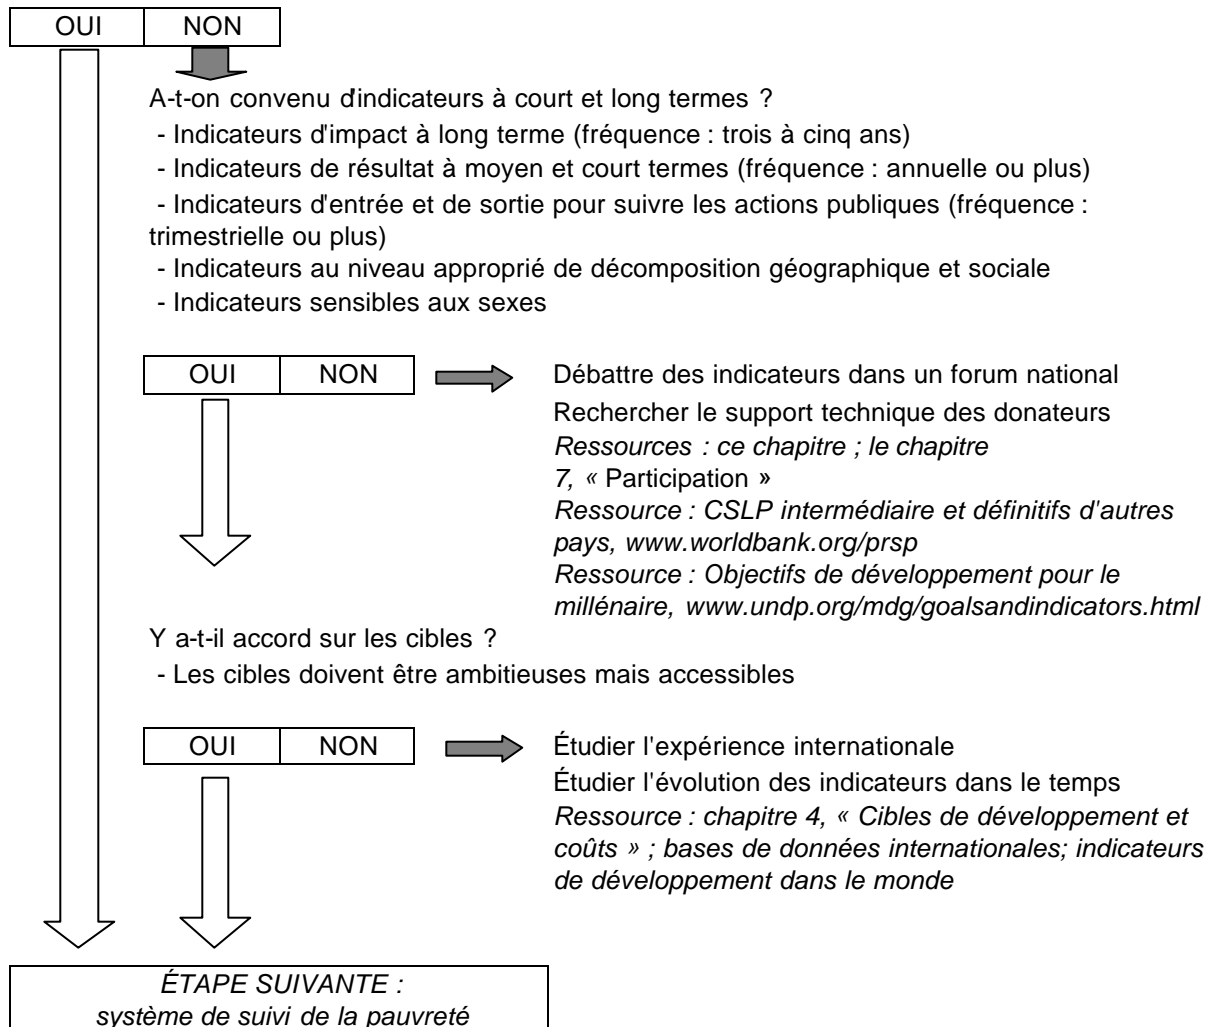 OUI NON
A-t-on convenu d'indicateurs à court et long termes ?
- Indicateurs d'impact à long terme (fréquence : trois à cinq ans)
- Indicateurs de résultat à moyen et court termes (fréquence : annuelle ou plus)
- Indicateurs d'entrée et de sortie pour suivre les actions publiques (fréquence :
trimestrielle ou plus)
- Indicateurs au niveau approprié de décomposition géographique et sociale
- Indicateurs sensibles aux sexes
OUI NON
Débattre des indicateurs dans un forum national
Rechercher le support technique des donateurs
Ressources : ce chapitre ; le chapitre
7, « Participation »
Ressource : CSLP intermédiaire et définitifs d'autres
pays, www.worldbank.org/prsp
Ressource : Objectifs de développement pour le
millénaire, www.undp.org/mdg/goalsandindicators.html
Y a-t-il accord sur les cibles ?
- Les cibles doivent être ambitieuses mais accessibles
OUI NON
Étudier l'expérience internationale
Étudier l'évolution des indicateurs dans le temps
Ressource : chapitre 4, « Cibles de développement et
coûts » ; bases de données internationales; indicateurs
de développement dans le monde
ÉTAPE SUIVANTE :
système de suivi de la pauvreté